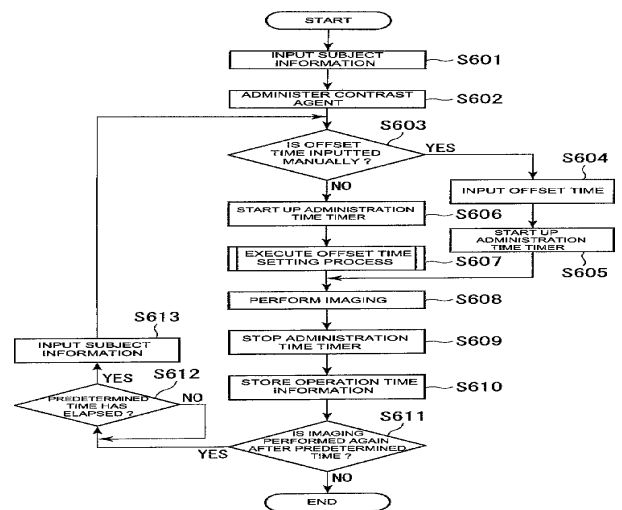 START
INPUT SUBJECT
INFORMATION
S601
ADMINISTER CONTRAST
AGENT
S602
S603
IS OFFSET
TIME INPUTTED
MANUALLY ?
YES
NO
S604
INPUT OFFSET TIME
START UP
ADMINISTRATION
TIME TIMER
S605
START UP ADMINISTRATION
TIME TIMER
S606
EXECUTE OFFSET TIME
SETTING PROCESS
S607
PERFORM IMAGING
S608
STOP ADMINISTRATION
TIME TIMER
S609
STORE OPERATION TIME
INFORMATION
S610
S611
IS IMAGING
PERFORMED AGAIN
AFTER PREDETERMINED
TIME ?
YES
NO
S613
INPUT SUBJECT
INFORMATION
S612
YES
PREDETERMINED
TIME HAS
ELAPSED ?
NO
END